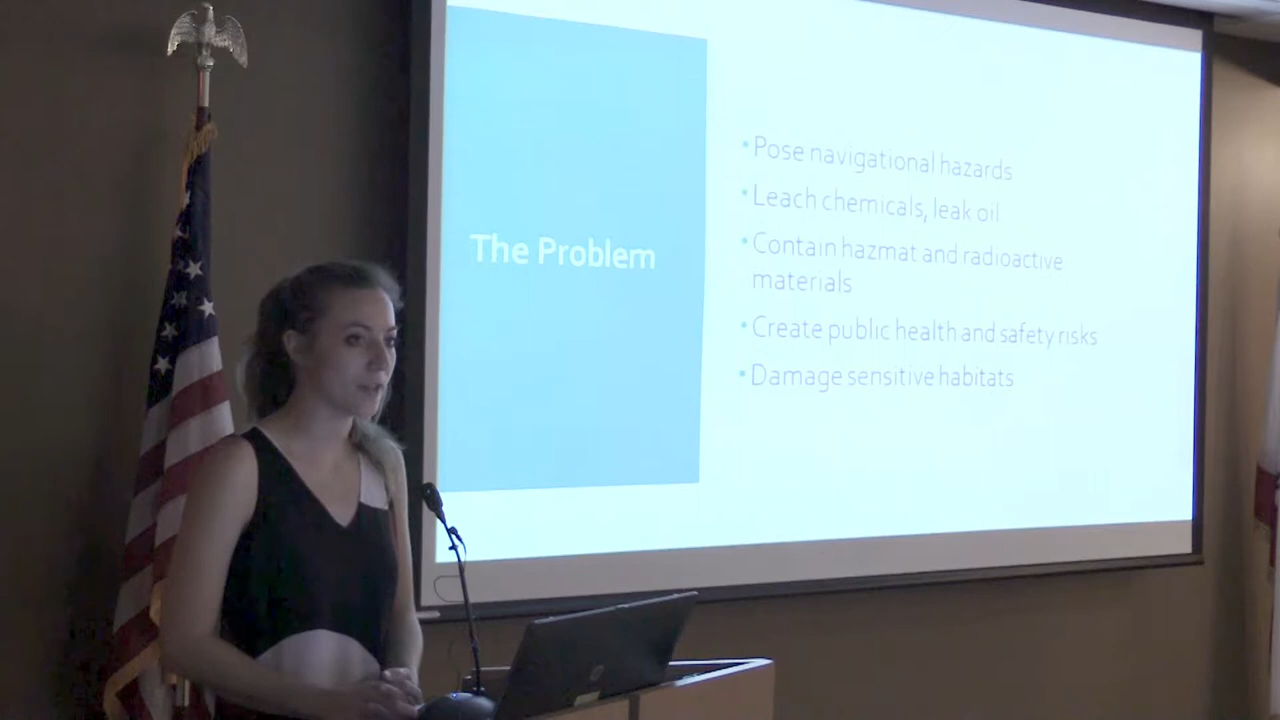 The Problem
•Pose navigational hazards
•Leach chemicals, leak oil
•Contain hazmat and radioactive
materials
•Create public health and safety risks
•Damage sensitive habitats